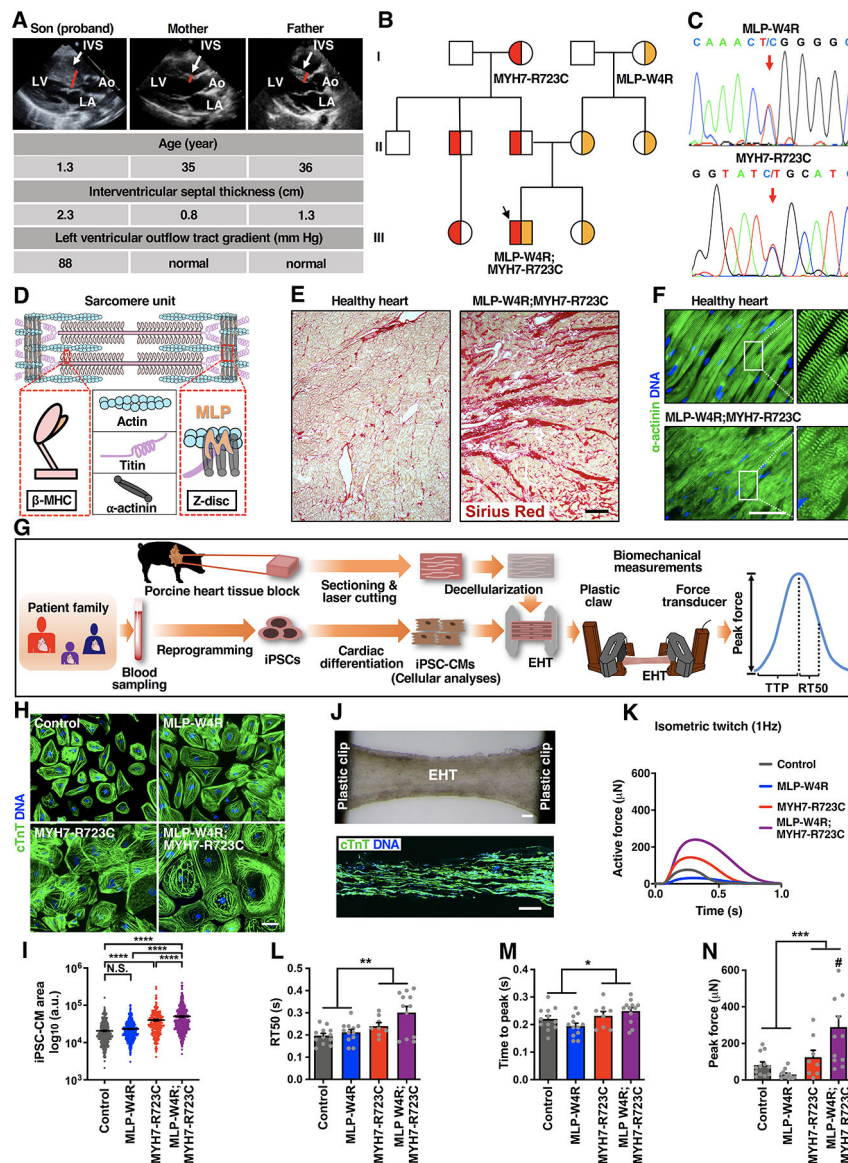 A
Son (proband) Mother Father
IVS IVS IVS
LV Ao LV Ao LV Ao
LA LA LA
Age (year)
1.3 35 36
Interventricular septal thickness (cm)
2.3 0.8 1.3
Left ventricular outflow tract gradient (mm Hg)
88 normal normal
B
I
MYH7-R723C MLP-W4R
II
III
MLP-W4R;
MYH7-R723C
C
MLP-W4R
C A A A C T/C G G G G C
MYH7-R723C
G G T A T C/T G C A T C
D
Sarcomere unit
β-MHC
Actin
Titin
α-actinin
MLP
Z-disc
E
Healthy heart MLP-W4R;MYH7-R723C
Sirius Red
F
Healthy heart
MLP-W4R;MYH7-R723C
α-actinin DNA
G
Patient family
Blood
sampling
Porcine heart tissue block
Sectioning &
laser cutting
Decellularization
Reprogramming
iPSCs
Cardiac
differentiation
iPSC-CMs
(Cellular analyses)
EHT
Biomechanical
measurements
Plastic
claw
Force
transducer
EHT
Peak force
TTP RT50
H
Control MLP-W4R
MYH7-R723C MLP-W4R;
MYH7-R723C
cTnT DNA
J
Plastic clip EHT Plastic clip
cTnT DNA
K
Isometric twitch (1Hz)
Control
MLP-W4R
MYH7-R723C
MLP-W4R;
MYH7-R723C
Active force (μN)
600
400
200
0
0.0 0.5 1.0
Time (s)
I
iPSC-CM area
log10 (a.u.)
10⁶
10⁵
10⁴
10³
****
****
**** ****
N.S.
Control
MLP-W4R
MYH7-R723C
MLP-W4R;
MYH7-R723C
L
RT50 (s)
0.5
0.4
0.3
0.2
0.1
0.0
**
Control
MLP-W4R
MYH7-R723C
MLP W4R;
MYH7-R723C
M
Time to peak (s)
0.4
0.3
0.2
0.1
0.0
*
Control
MLP-W4R
MYH7-R723C
MLP W4R;
MYH7-R723C
N
Peak force (μN)
600
400
200
0
***
#
Control
MLP-W4R
MYH7-R723C
MLP-W4R;
MYH7-R723C